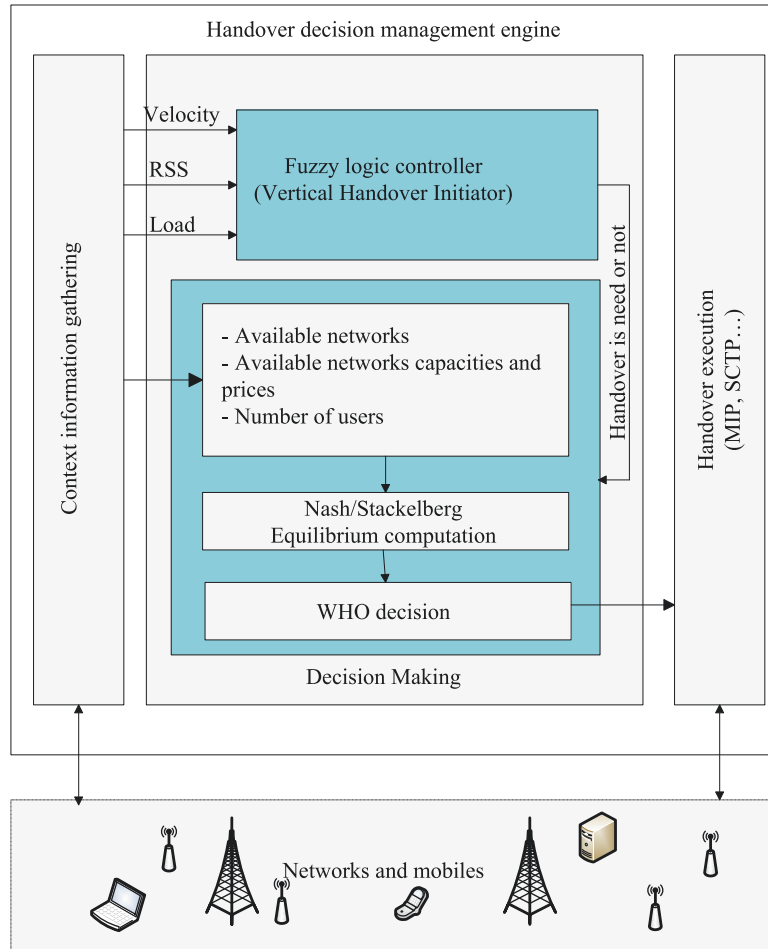 Handover decision management engine
Context information gathering
Velocity
RSS
Load
Fuzzy logic controller
(Vertical Handover Initiator)
Handover is need or not
- Available networks
- Available networks capacities and
prices
- Number of users
Nash/Stackelberg
Equilibrium computation
WHO decision
Decision Making
Handover execution
(MIP, SCTP…)
Networks and mobiles